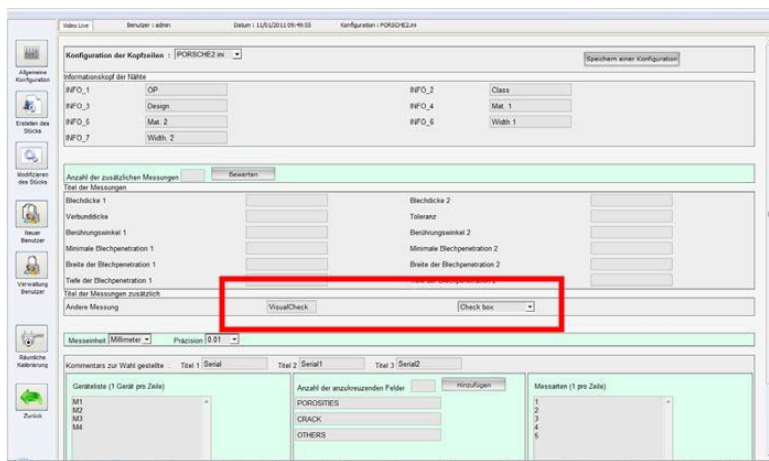 Video Live Benutzer : admin Datum : 11/01/2011 09:49:55 Konfiguration : PORSCHE2.ini
Allgemeine
Konfiguration
Erstellen des
Stücks
Modifizieren
des Stücks
Neuer
Benutzer
Verwaltung
Benutzer
Räumliche
Kalibrierung
Zurück
Konfiguration der Kopfzeilen : PORSCHE2.ini Speichern einer Konfiguration
Informationskopf der Nähte
INFO_1 OP INFO_2 Class
INFO_3 Design. INFO_4 Mat. 1
INFO_5 Mat. 2 INFO_6 Width 1
INFO_7 Width. 2
Anzahl der zusätzlichen Messungen Bewerten
Titel der Messungen
Blechdicke 1 Blechdicke 2
Verbunddicke Toleranz
Berührungswinkel 1 Berührungswinkel 2
Minimale Blechpenetration 1 Minimale Blechpenetration 2
Breite der Blechpenetration 1 Breite der Blechpenetration 2
Tiefe der Blechpenetration 1 Tiefe der Blechpenetration 2
Titel der Messungen zusätzlich
Andere Messung VisualCheck Check box
Messeinheit Millimeter Präzision 0.01
Kommentars zur Wahl gestellte : Titel 1 Serial Titel 2 Serial1 Titel 3 Serial2
Geräteliste (1 Gerät pro Zeile)
M1
M2
M3
M4
Anzahl der anzukreuzenden Felder Hinzufügen
POROSITIES
CRACK
OTHERS
Messarten (1 pro Zeile)
1
2
3
4
5